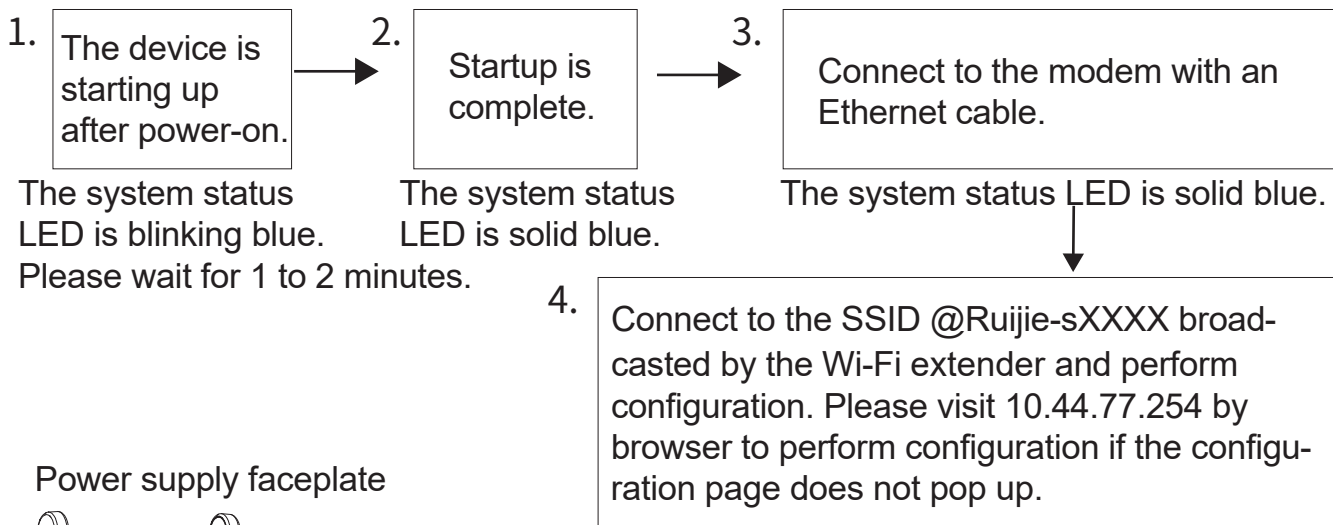 1.
The device is
starting up
after power-on.
The system status
LED is blinking blue.
Please wait for 1 to 2 minutes.
2.
Startup is
complete.
The system status
LED is solid blue.
3.
Connect to the modem with an
Ethernet cable.
The system status LED is solid blue.
4.
Connect to the SSID @Ruijie-sXXXX broad-
casted by the Wi-Fi extender and perform
configuration. Please visit 10.44.77.254 by
browser to perform configuration if the configu-
ration page does not pop up.
Power supply faceplate